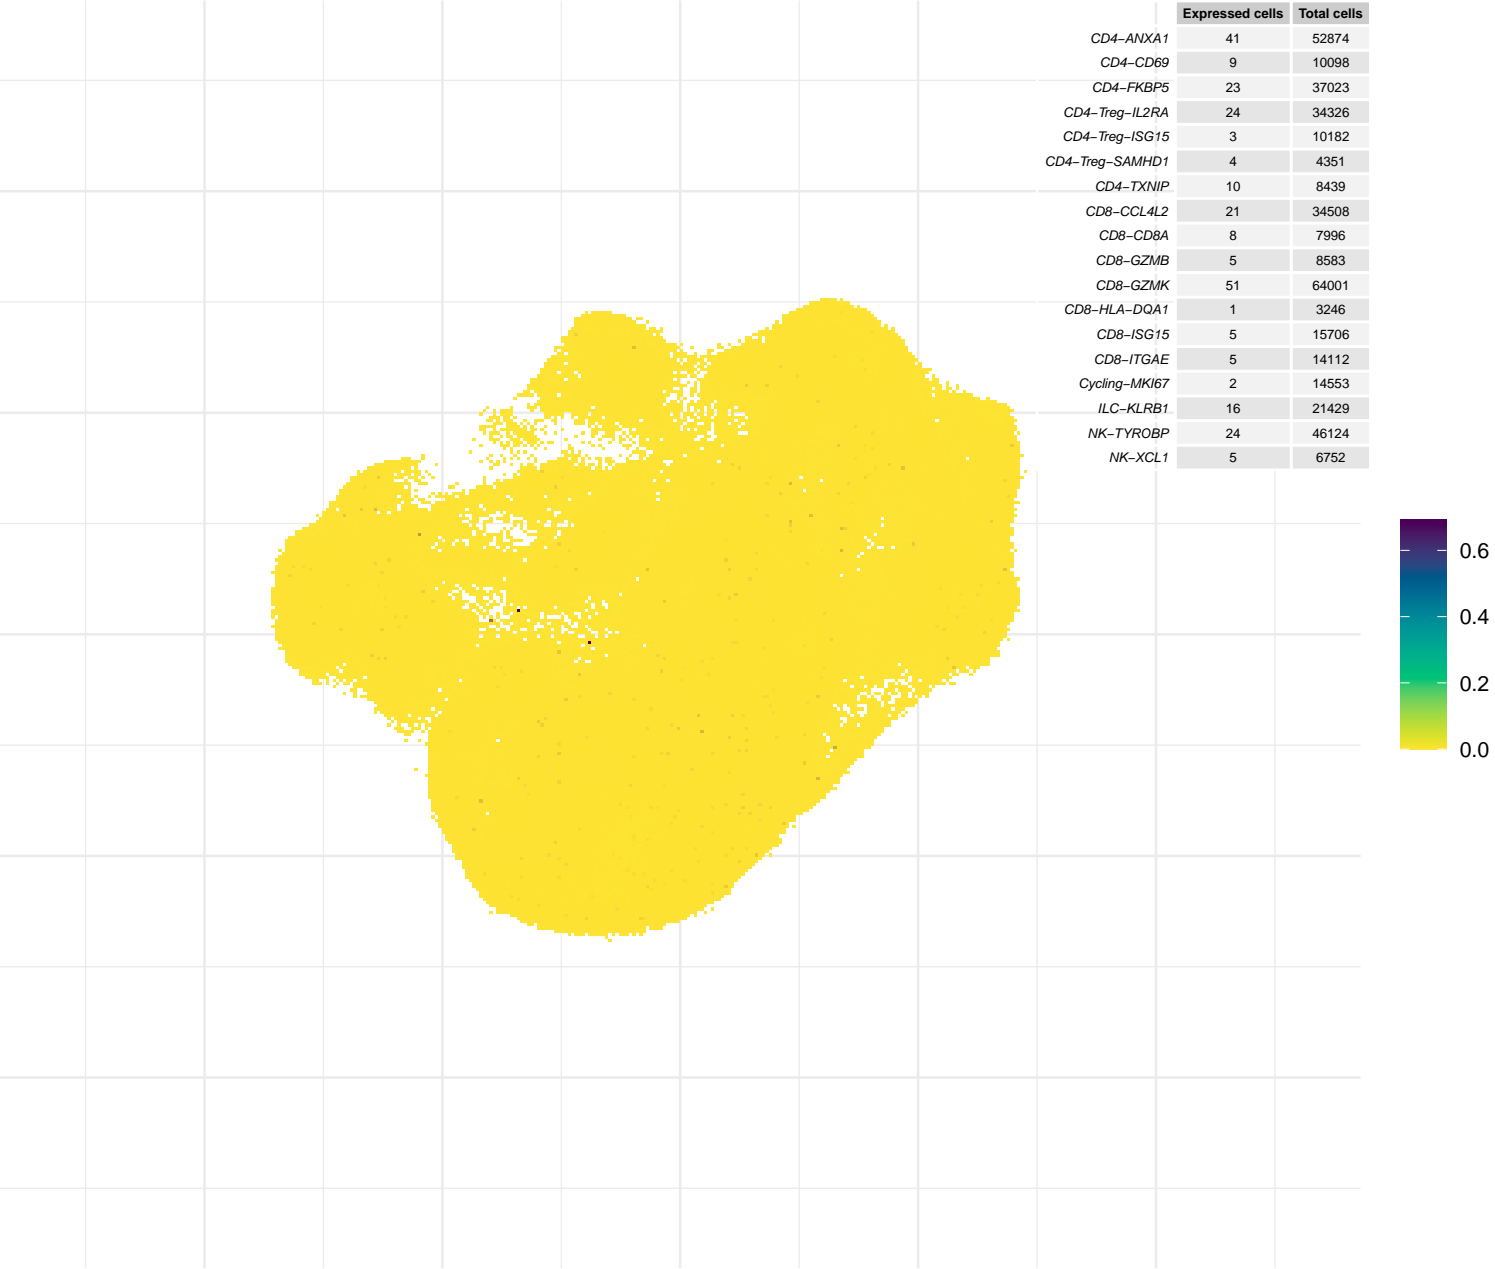 Expressed cells Total cells
CD4−ANXA1 41 52874
CD4−CD69 9 10098
CD4−FKBP5 23 37023
CD4−Treg−IL2RA 24 34326
CD4−Treg−ISG15 3 10182
CD4−Treg−SAMHD1 4 4351
CD4−TXNIP 10 8439
CD8−CCL4L2 21 34508
CD8−CD8A 8 7996
CD8−GZMB 5 8583
CD8−GZMK 51 64001
CD8−HLA−DQA1 1 3246
CD8−ISG15 5 15706
CD8−ITGAE 5 14112
Cycling−MKI67 2 14553
ILC−KLRB1 16 21429
NK−TYROBP 24 46124
NK−XCL1 5 6752
0.6
0.4
0.2
0.0